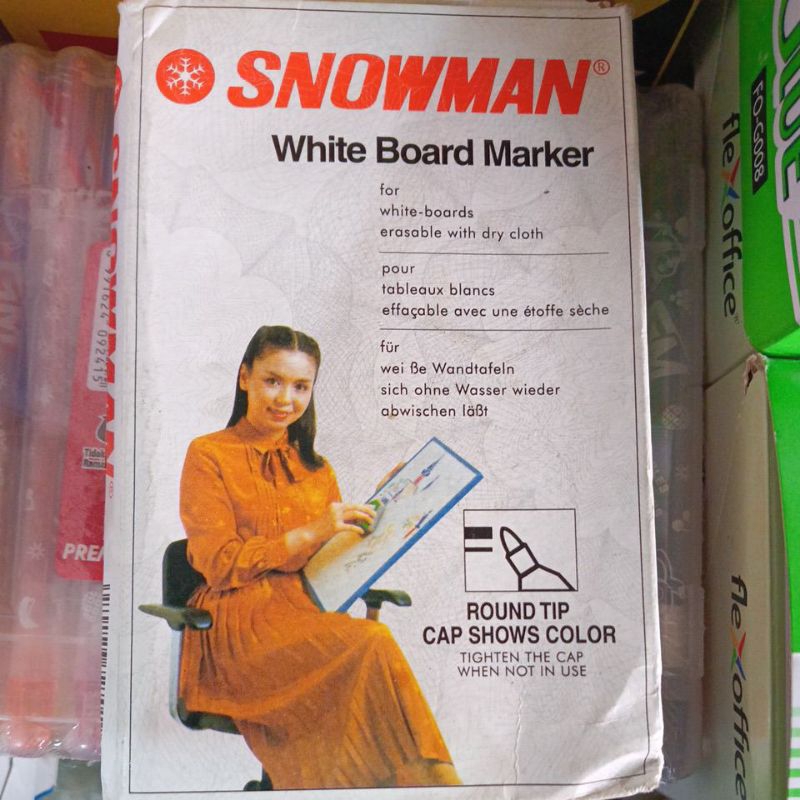 SNOWMAN®
White Board Marker
for
white-boards
erasable with dry cloth
pour
tableaux blancs
effaçable avec une étoffe sèche
für
wei ße Wandtafeln
sich ohne Wasser wieder
abwischen läßt
ROUND TIP
CAP SHOWS COLOR
TIGHTEN THE CAP
WHEN NOT IN USE
flexoffice
FO-G008
flexoffice